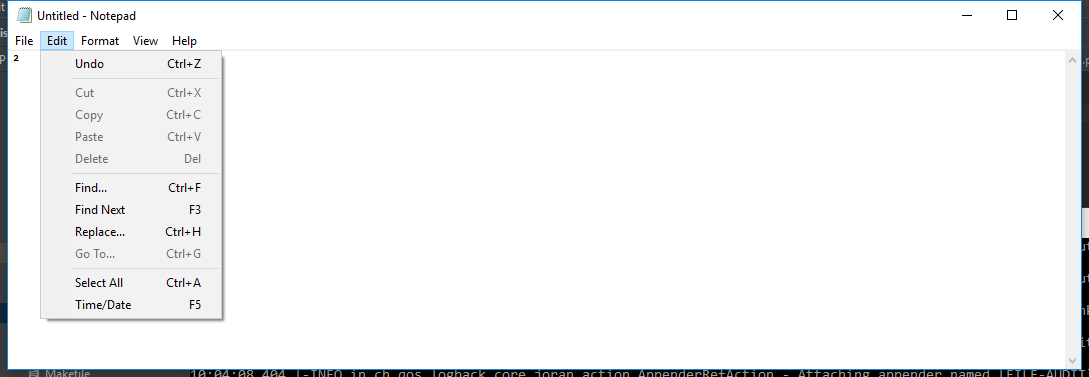 Untitled - Notepad
File Edit Format View Help
2
Undo Ctrl+Z
Cut Ctrl+X
Copy Ctrl+C
Paste Ctrl+V
Delete Del
Find... Ctrl+F
Find Next F3
Replace... Ctrl+H
Go To... Ctrl+G
Select All Ctrl+A
Time/Date F5
Makefile 10:04:08,404 |-INFO in ch.qos.logback.core.joran.action.AppenderRefAction - Attaching appender named [FILE-AUDIT